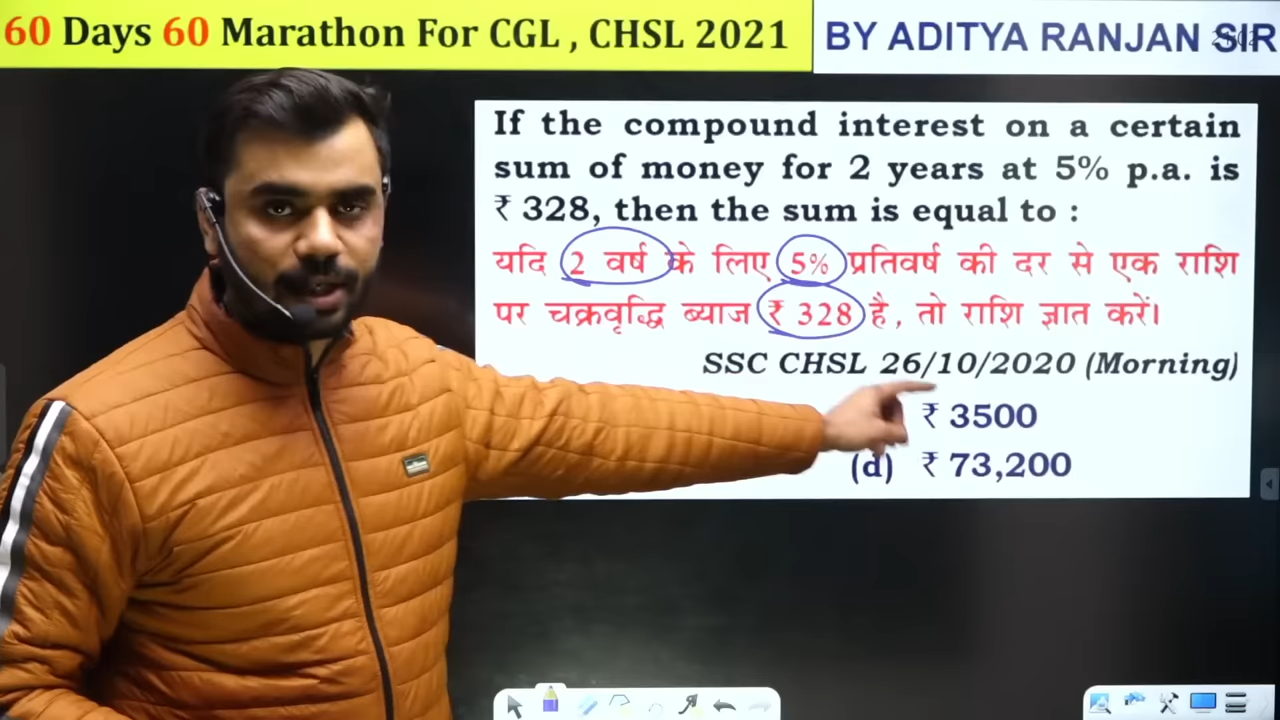 60 Days 60 Marathon For CGL , CHSL 2021
BY ADITYA RANJAN SIR
If the compound interest on a certain
sum of money for 2 years at 5% p.a. is
₹ 328, then the sum is equal to :
यदि 2 वर्ष के लिए 5% प्रतिवर्ष की दर से एक राशि
पर चक्रवृद्धि ब्याज ₹ 328 है, तो राशि ज्ञात करें।
SSC CHSL 26/10/2020 (Morning)
₹ 3500
(d) ₹ 73,200